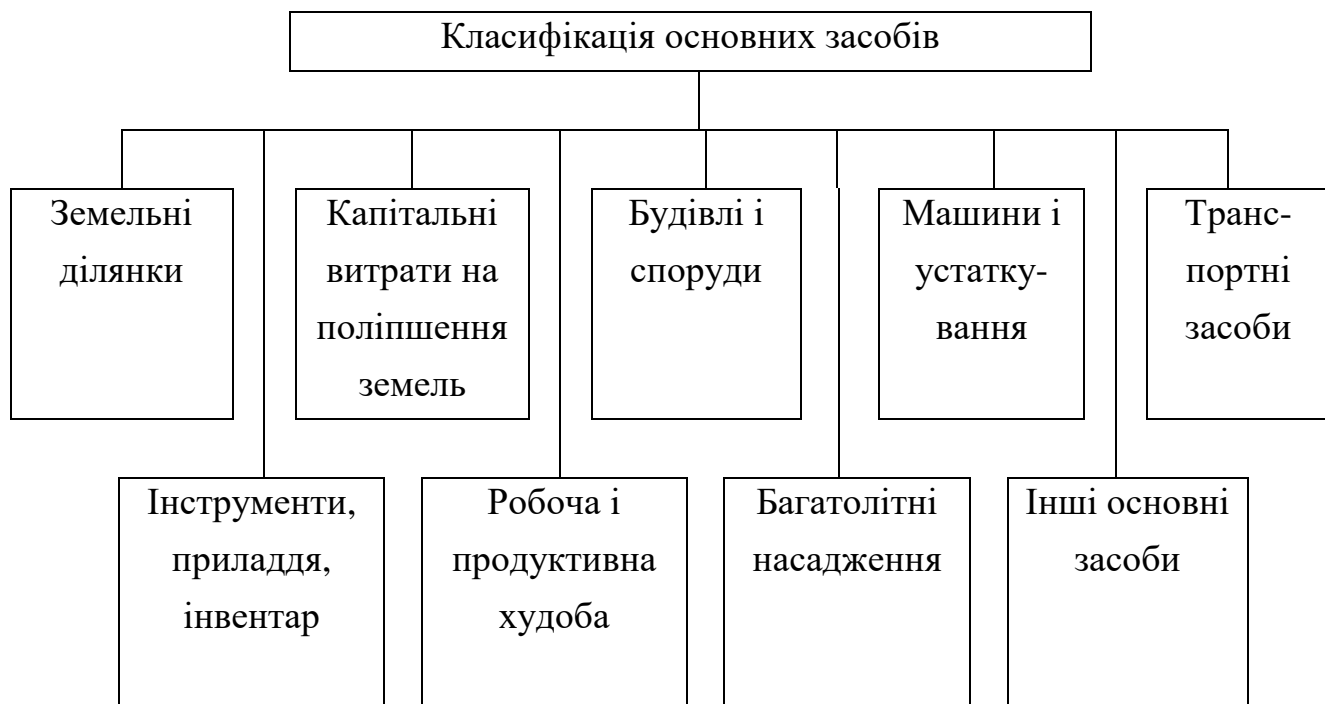 Класифікація основних засобів
Земельні
ділянки
Капітальні
витрати на
поліпшення
земель
Будівлі і
споруди
Машини і
устатку-
вання
Транс-
портні
засоби
Інструменти,
приладдя,
інвентар
Робоча і
продуктивна
худоба
Багатолітні
насадження
Інші основні
засоби